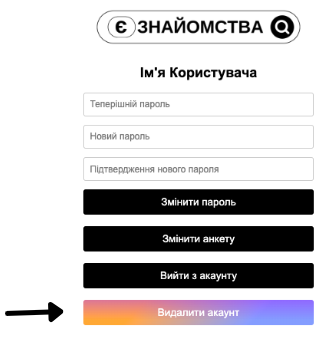 Є ЗНАЙОМСТВА
Ім'я Користувача
Теперішній пароль
Новий пароль
Підтвердження нового пароля
Змінити пароль
Змінити анкету
Вийти з акаунту
Видалити акаунт